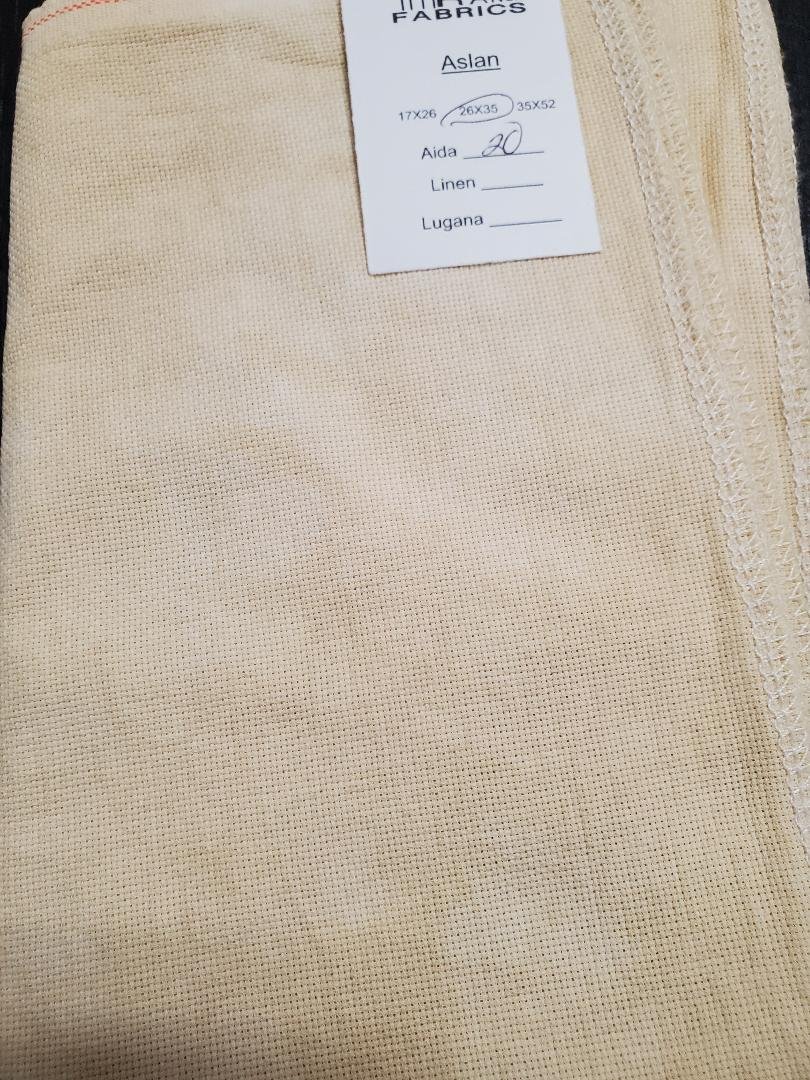 FABRICS
Aslan
17X26 26X35 35X52
Aida 20
Linen
Lugana